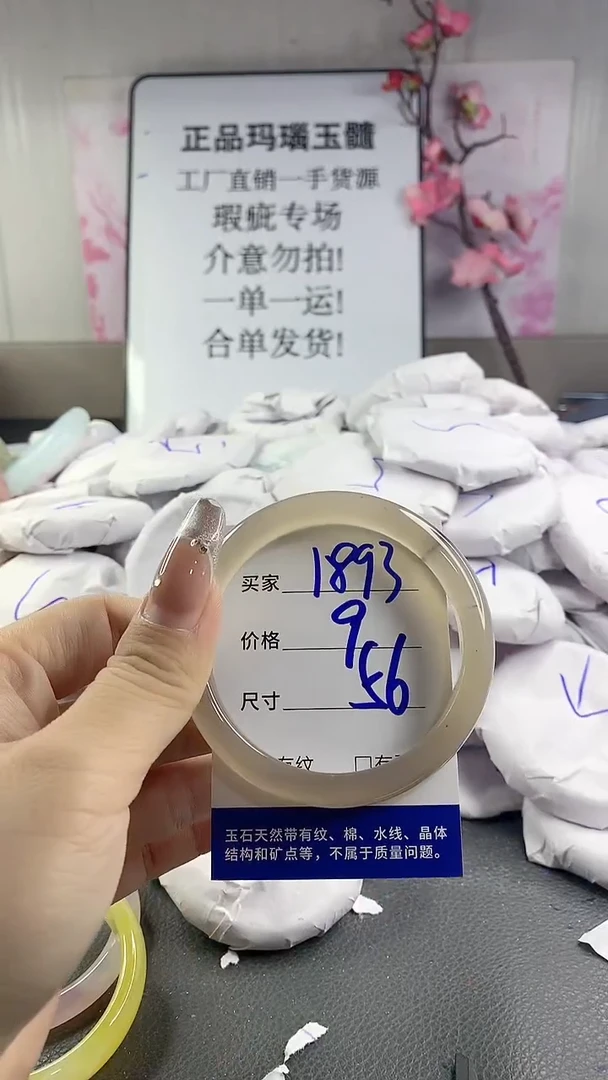 正品玛瑙玉髓
工厂直销一手货源
瑕疵专场
介意勿拍!
一单一运!
合单发货!
买家 1893
价格 9
尺寸 56
有纹 □有
玉石天然带有纹、棉、水线、晶体
结构和矿点等，不属于质量问题。